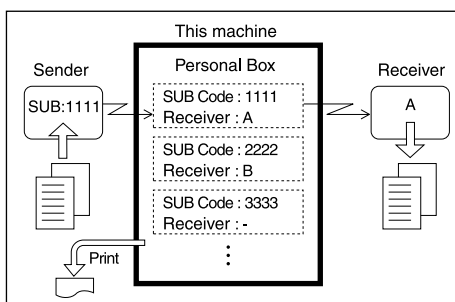 This machine
Sender
Personal Box
Receiver
SUB:1111
SUB Code : 1111
Receiver : A
A
SUB Code : 2222
Receiver : B
SUB Code : 3333
Receiver : -
Print